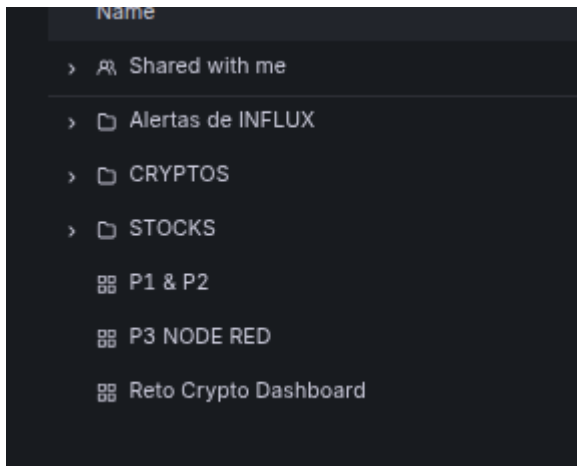 Name
Shared with me
Alertas de INFLUX
CRYPTOS
STOCKS
P1 & P2
P3 NODE RED
Reto Crypto Dashboard